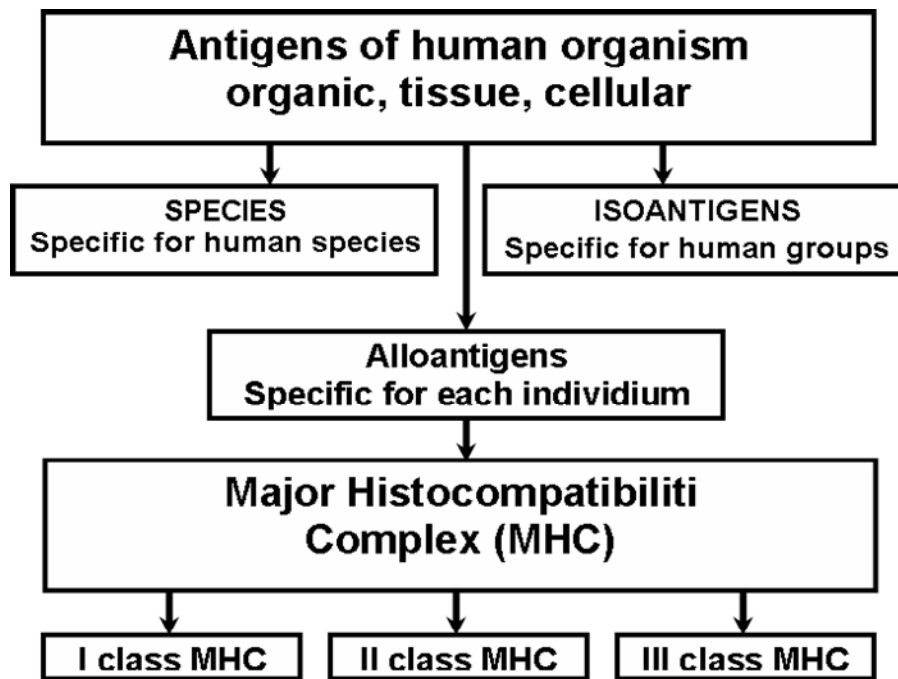 Antigens of human organism
organic, tissue, cellular
SPECIES
Specific for human species
ISOANTIGENS
Specific for human groups
Alloantigens
Specific for each individium
Major Histocompatibiliti
Complex (MHC)
I class MHC
II class MHC
III class MHC